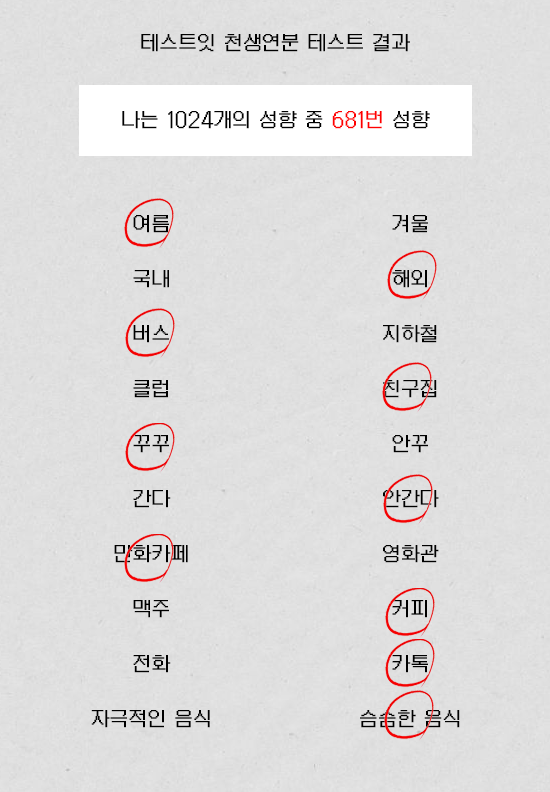 테스트잇 천생연분 테스트 결과
나는 1024개의 성향 중 681번 성향
여름 겨울
국내 해외
버스 지하철
클럽 친구집
꾸꾸 안꾸
간다 안간다
만화카페 영화관
맥주 커피
전화 카톡
자극적인 음식 슴슴한 음식